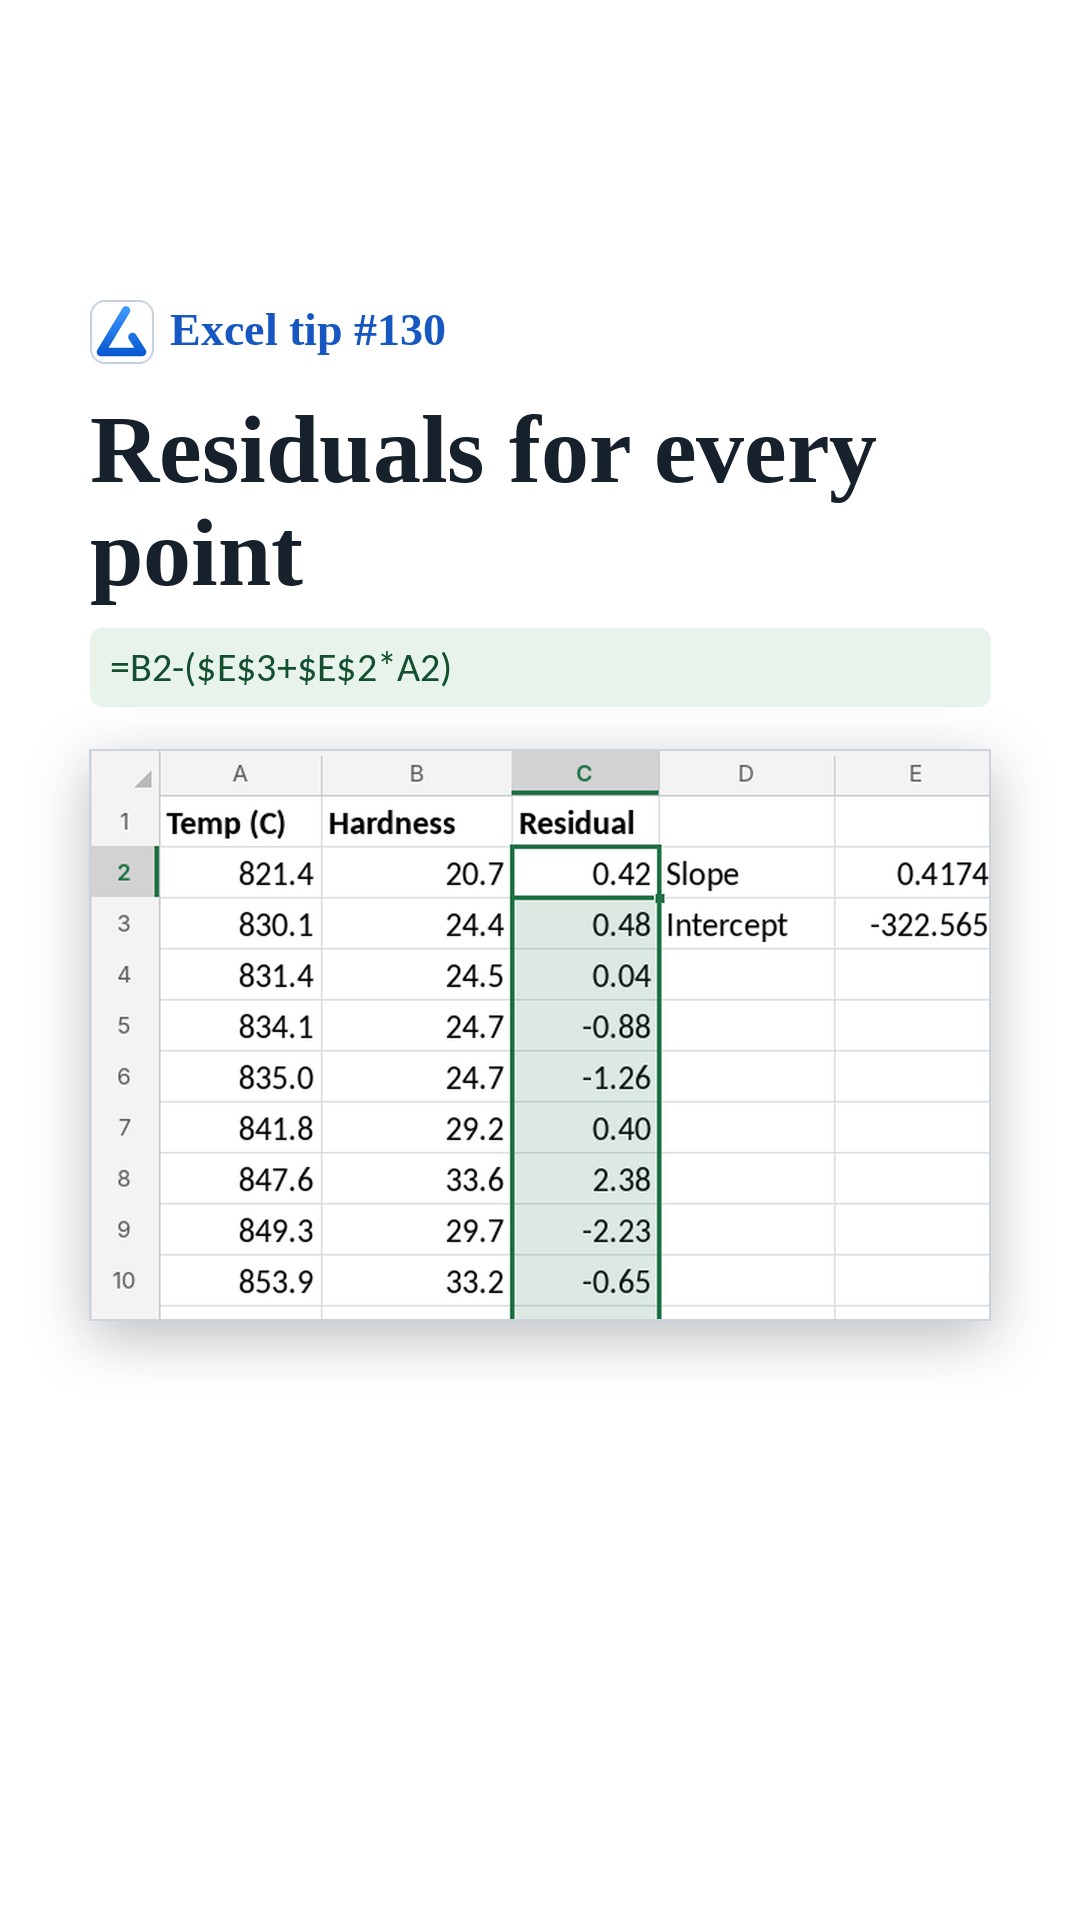 Excel tip #130
Residuals for every
point
=B2-($E$3+$E$2*A2)
A B C D E
1 Temp (C) Hardness Residual
2 821.4 20.7 0.42 Slope 0.4174
3 830.1 24.4 0.48 Intercept -322.565
4 831.4 24.5 0.04
5 834.1 24.7 -0.88
6 835.0 24.7 -1.26
7 841.8 29.2 0.40
8 847.6 33.6 2.38
9 849.3 29.7 -2.23
10 853.9 33.2 -0.65